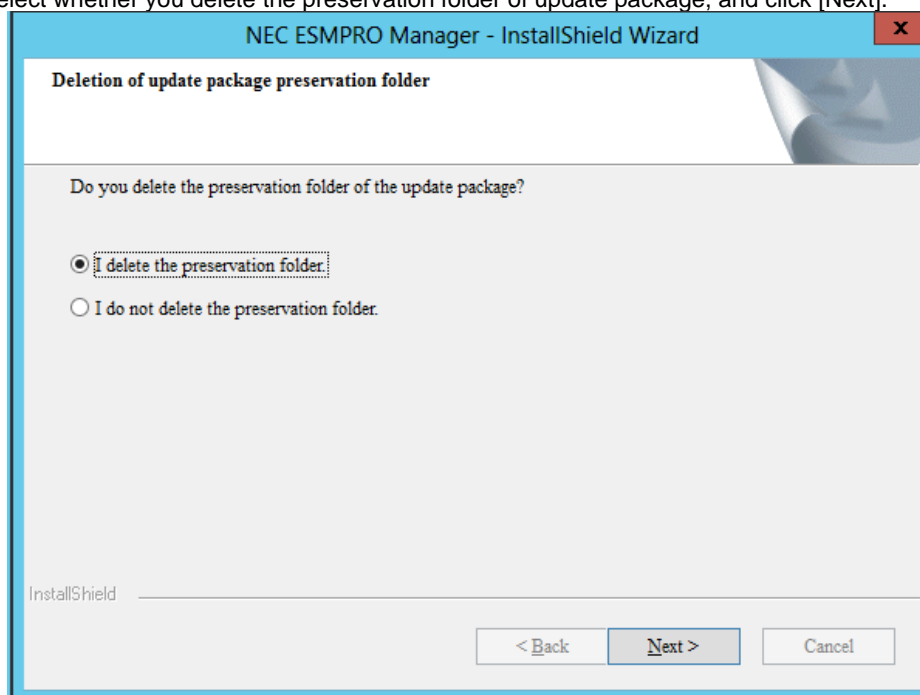 elect whether you delete the preservation folder of update package, and click [Next].
NEC ESMPRO Manager - InstallShield Wizard
x
Deletion of update package preservation folder
Do you delete the preservation folder of the update package?
I delete the preservation folder.
I do not delete the preservation folder.
InstallShield
< Back Next > Cancel